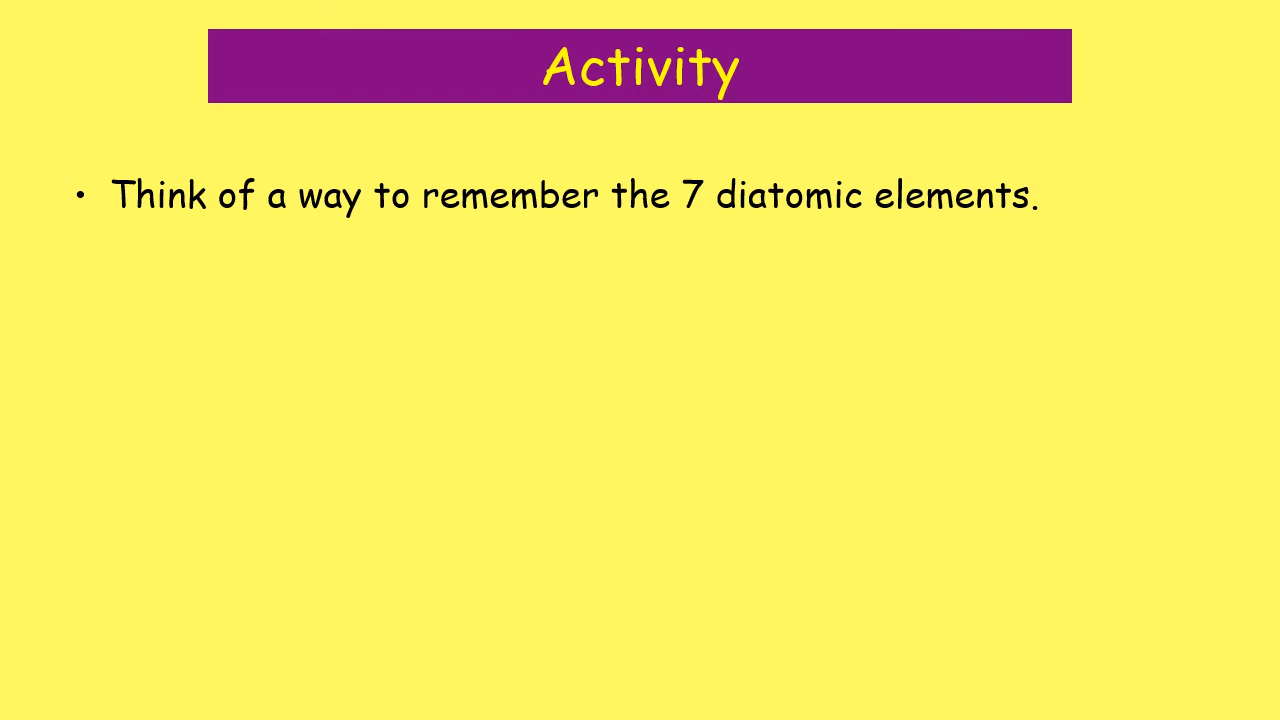 Activity
• Think of a way to remember the 7 diatomic elements.